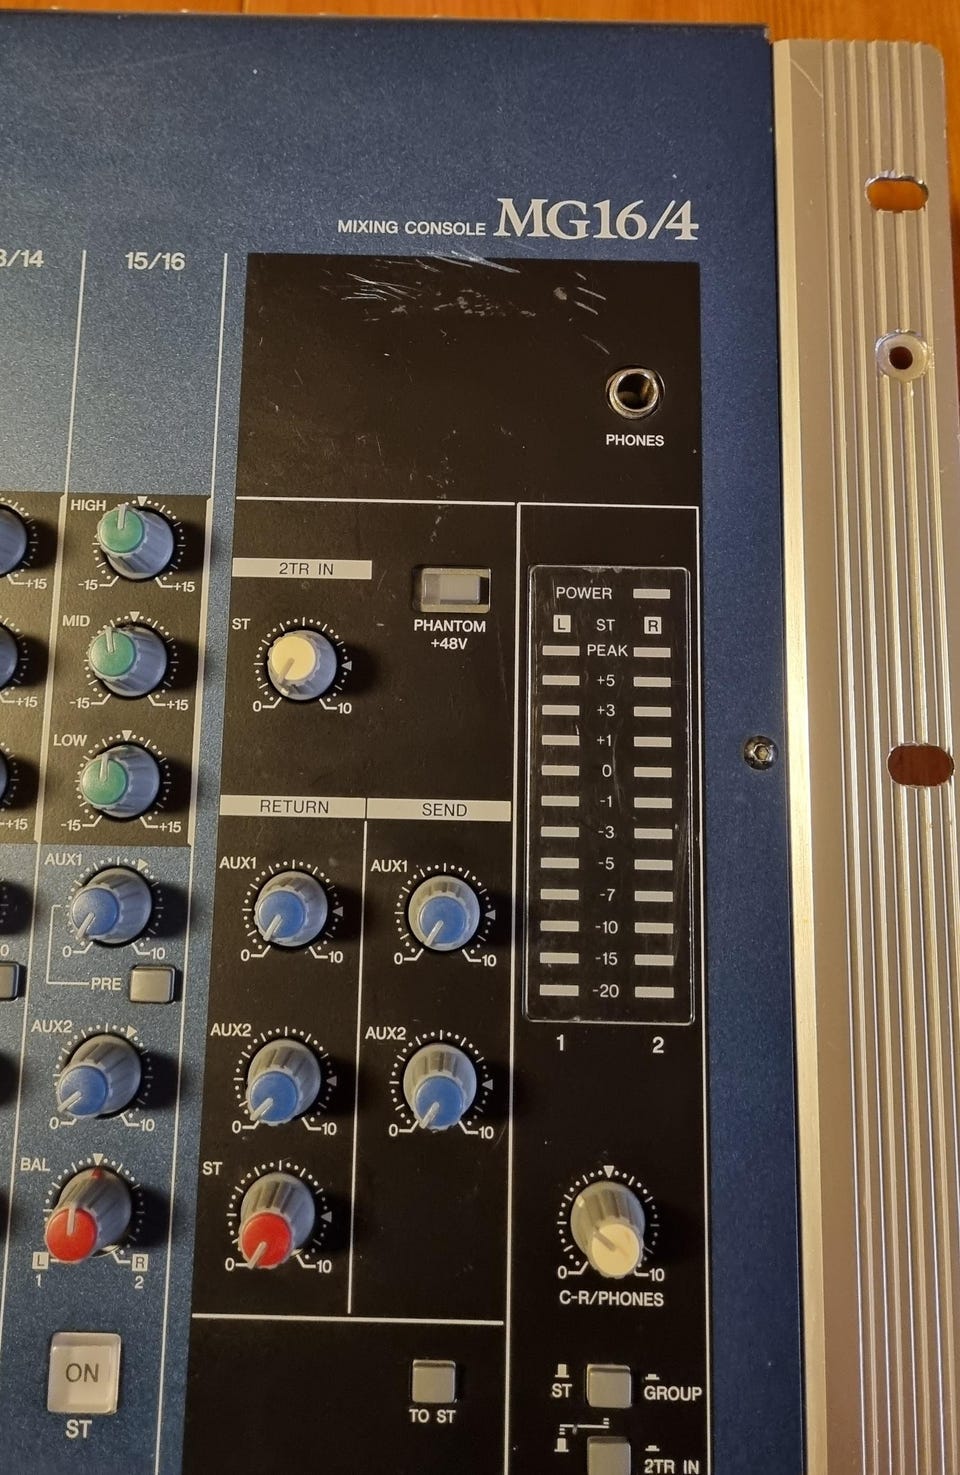 MIXING CONSOLE MG16/4
3/14
15/16
PHONES
HIGH
-15 +15
+15
MID
-15 +15
+15
LOW
-15 +15
+15
AUX1
0 10
0
PRE
AUX2
0 10
BAL
L R
1 2
ON
ST
2TR IN
ST
0 10
PHANTOM
+48V
RETURN
AUX1
0 10
AUX2
0 10
ST
0 10
SEND
AUX1
0 10
AUX2
0 10
TO ST
POWER
L ST R
PEAK
+5
+3
+1
0
-1
-3
-5
-7
-10
-15
-20
1 2
0 10
C-R/PHONES
ST GROUP
2TR IN